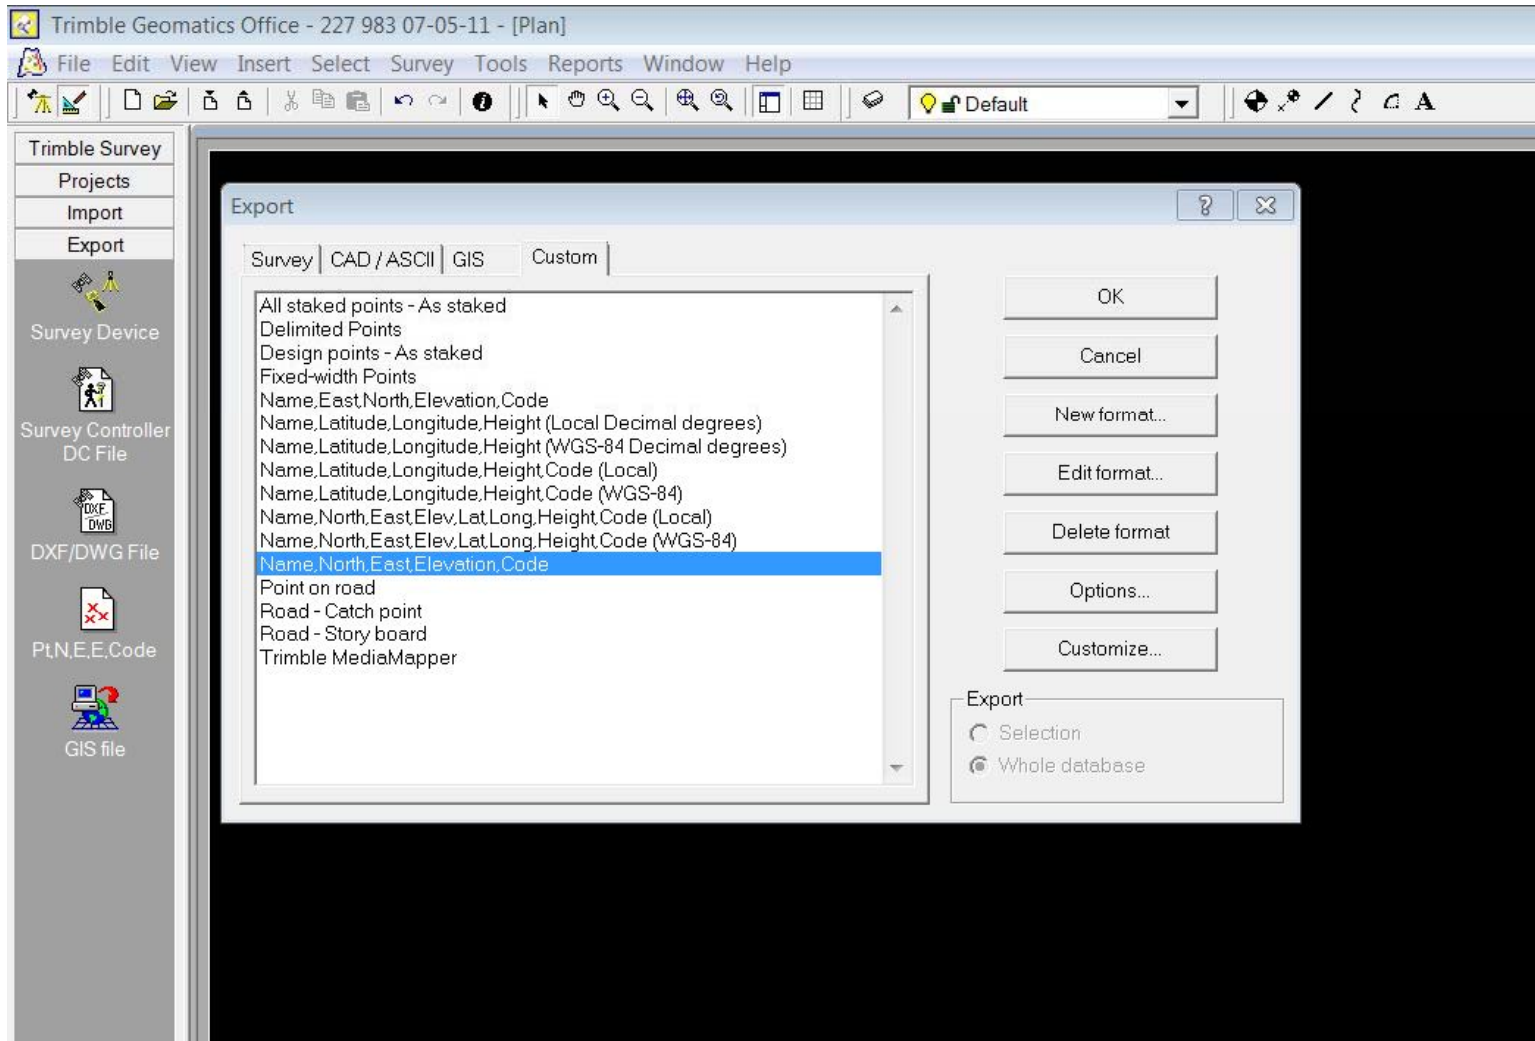 Trimble Geomatics Office - 227 983 07-05-11 - [Plan]
File Edit View Insert Select Survey Tools Reports Window Help
Default
A
Trimble Survey
Projects
Import
Export
Survey Device
Survey Controller
DC File
DXF
DWG
DXF/DWG File
Pt,N,E,E,Code
GIS file
Export
Survey CAD / ASCII GIS Custom
All staked points - As staked
Delimited Points
Design points - As staked
Fixed-width Points
Name,East,North,Elevation,Code
Name,Latitude,Longitude,Height (Local Decimal degrees)
Name,Latitude,Longitude,Height (WGS-84 Decimal degrees)
Name,Latitude,Longitude,Height,Code (Local)
Name,Latitude,Longitude,Height,Code (WGS-84)
Name,North,East,Elev,Lat,Long,Height,Code (Local)
Name,North,East,Elev,Lat,Long,Height,Code (WGS-84)
Name,North,East,Elevation,Code
Point on road
Road - Catch point
Road - Story board
Trimble MediaMapper
OK
Cancel
New format...
Edit format...
Delete format
Options...
Customize...
Export
Selection
Whole database